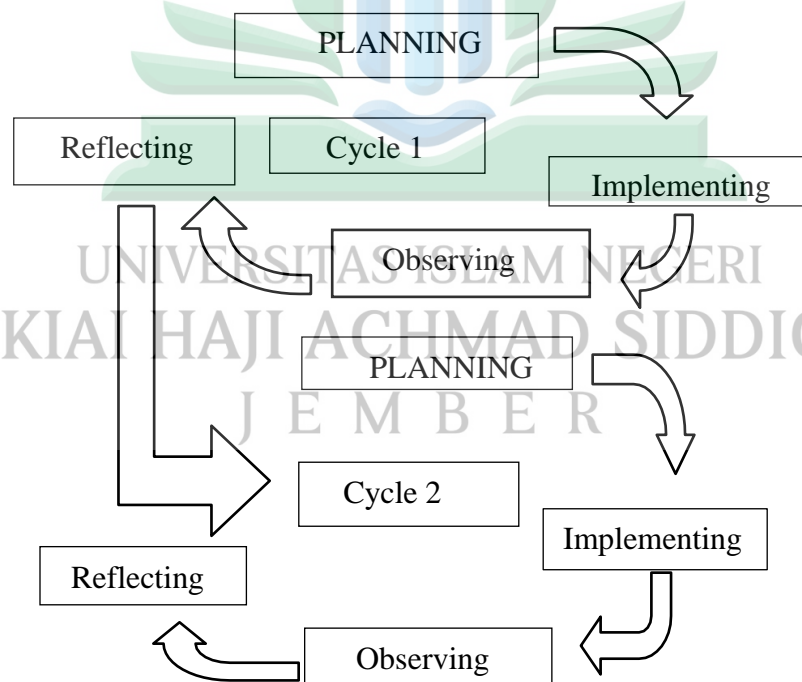 PLANNING
Reflecting
Cycle 1
Implementing
Observing
UNIVERSITAS ISLAM NEGERI
KIAI HAJI ACHMAD SIDDIQ
PLANNING
JEMBER
Cycle 2
Implementing
Reflecting
Observing